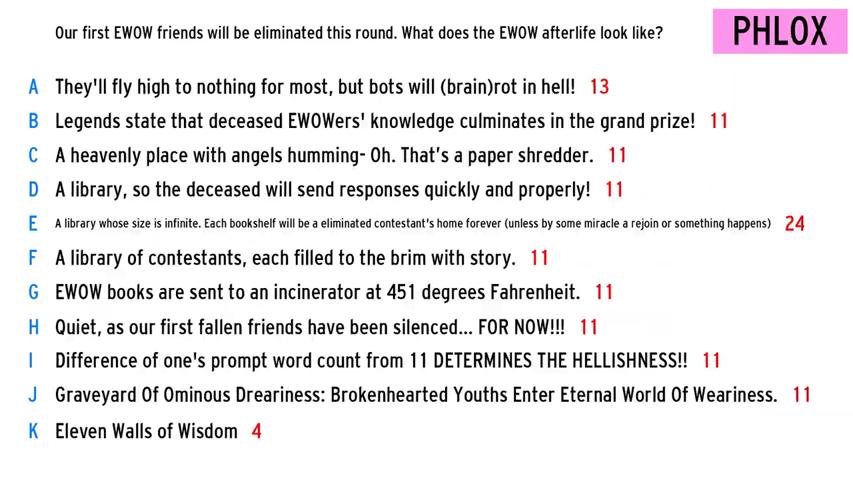 Our first EWOW friends will be eliminated this round. What does the EWOW afterlife look like?
PHLOX
A They'll fly high to nothing for most, but bots will (brain)rot in hell! 13
B Legends state that deceased EWOWers' knowledge culminates in the grand prize! 11
C A heavenly place with angels humming- Oh. That's a paper shredder. 11
D A library, so the deceased will send responses quickly and properly! 11
E A library whose size is infinite. Each bookshelf will be a eliminated contestant's home forever (unless by some miracle a rejoin or something happens) 24
F A library of contestants, each filled to the brim with story. 11
G EWOW books are sent to an incinerator at 451 degrees Fahrenheit. 11
H Quiet, as our first fallen friends have been silenced... FOR NOW!!! 11
I Difference of one's prompt word count from 11 DETERMINES THE HELLISHNESS!! 11
J Graveyard Of Ominous Dreariness: Brokenhearted Youths Enter Eternal World Of Weariness. 11
K Eleven Walls of Wisdom 4